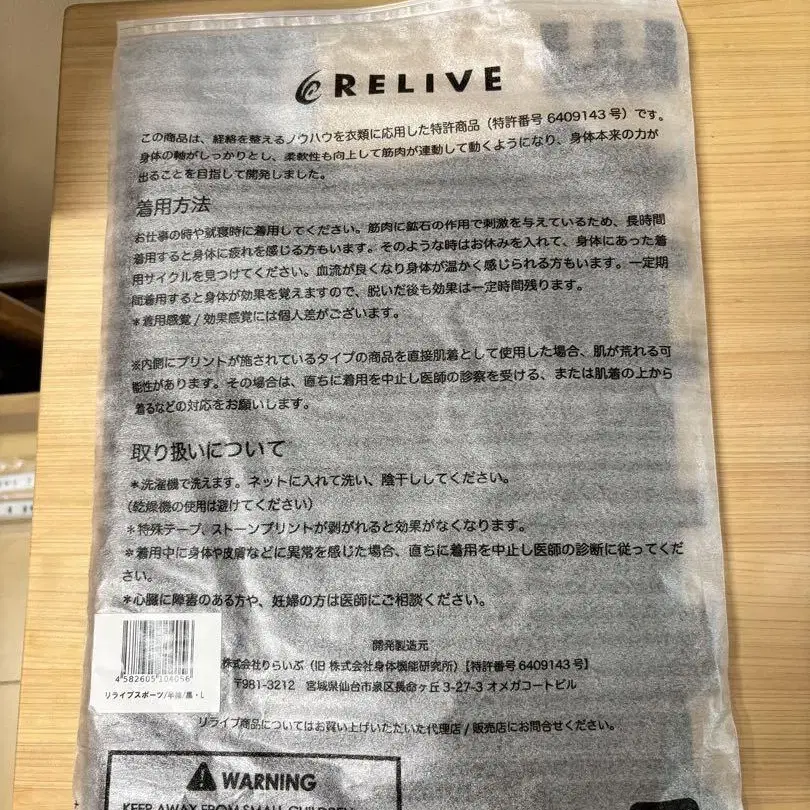 RELIVE
この商品は、経絡を整えるノウハウを衣類に応用した特許商品（特許番号 6409143 号）です。
身体の軸がしっかりとし、柔軟性も向上して筋肉が連動して動くようになり、身体本来の力が
出ることを目指して開発しました。
着用方法
お仕事の時や就寝時に着用してください。筋肉に鉱石の作用で刺激を与えているため、長時間
着用すると身体に疲れを感じる方もいます。そのような時はお休みを入れて、身体にあった着
用サイクルを見つけてください。血流が良くなり身体が温かく感じられる方もいます。一定期
間着用すると身体が効果を覚えますので、脱いだ後も効果は一定時間残ります。
＊着用感覚 / 効果感覚には個人差がございます。
※内側にプリントが施されているタイプの商品を直接肌着として使用した場合、肌が荒れる可
能性があります。その場合は、直ちに着用を中止し医師の診察を受ける、または肌着の上から
着るなどの対応をお願いします。
取り扱いについて
＊洗濯機で洗えます。ネットに入れて洗い、陰干ししてください。
（乾燥機の使用は避けてください）
＊特殊テープ、ストーンプリントが剥がれると効果がなくなります。
＊着用中に身体や皮膚などに異常を感じた場合、直ちに着用を中止し医師の診断に従ってくだ
さい。
＊心臓に障害のある方や、妊婦の方は医師にご相談ください。
開発製造元
株式会社りらいぶ（旧 株式会社身体機能研究所）【特許番号 6409143 号】
〒981-3212 宮城県仙台市泉区長命ヶ丘 3-27-3 オメガコートビル
4 582605 104056
リライブスポーツ/半袖/黒・L
リライブ商品についてはお買い上げいただいた代理店 / 販売店にお問合せください。
WARNING
KEEP AWAY FROM SMALL CHILDREN